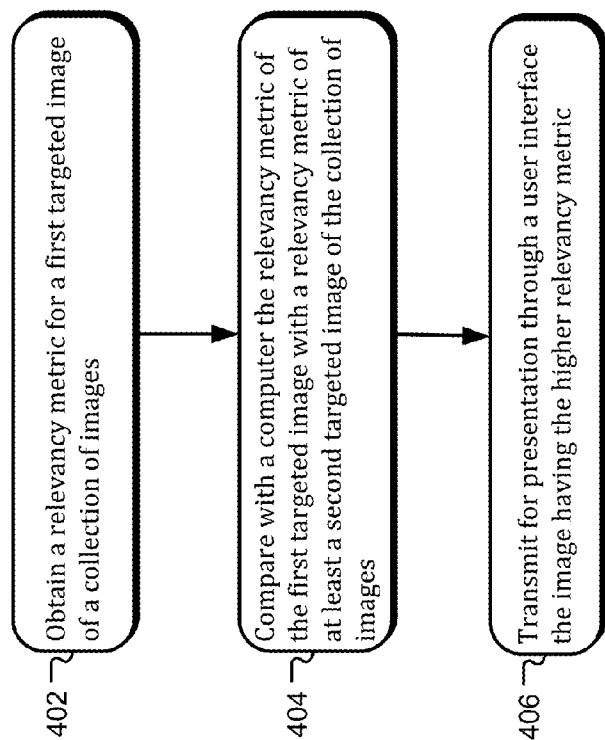 402
Obtain a relevancy metric for a first targeted image
of a collection of images
404
Compare with a computer the relevancy metric of
the first targeted image with a relevancy metric of
at least a second targeted image of the collection of
images
406
Transmit for presentation through a user interface
the image having the higher relevancy metric